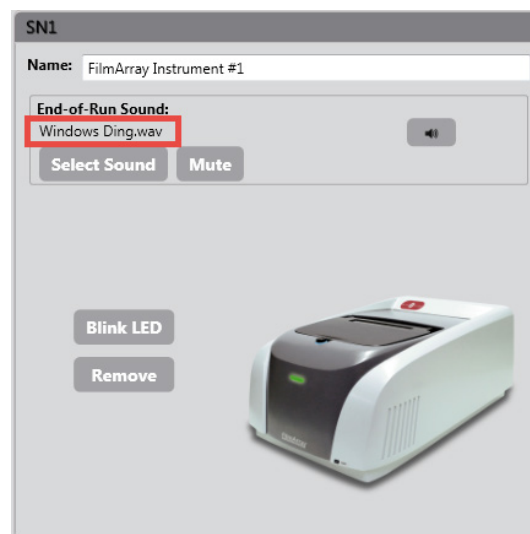 SN1
Name: FilmArray Instrument #1
End-of-Run Sound:
Windows Ding.wav
Select Sound Mute
Blink LED
Remove